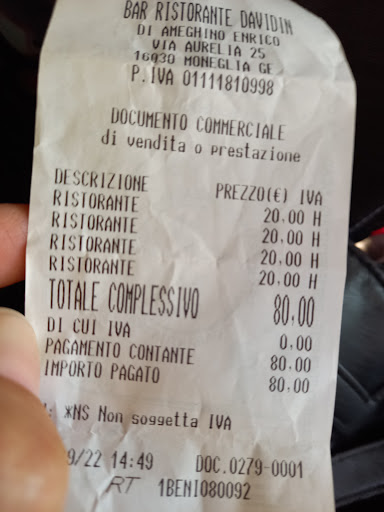 BAR RISTORANTE DAVIDIN
DI AMEGHINO ENRICO
VIA AURELIA 25
16030 MONEGLIA GE
P.IVA 01111810998
DOCUMENTO COMMERCIALE
di vendita o prestazione
DESCRIZIONE PREZZO(€) IVA
RISTORANTE 20,00 H
RISTORANTE 20,00 H
RISTORANTE 20,00 H
RISTORANTE 20,00 H
TOTALE COMPLESSIVO 80,00
DI CUI IVA 0,00
PAGAMENTO CONTANTE 80,00
IMPORTO PAGATO 80,00
*NS Non soggetta IVA
9/22 14:49 DOC.0279-0001
RT 1BENI080092